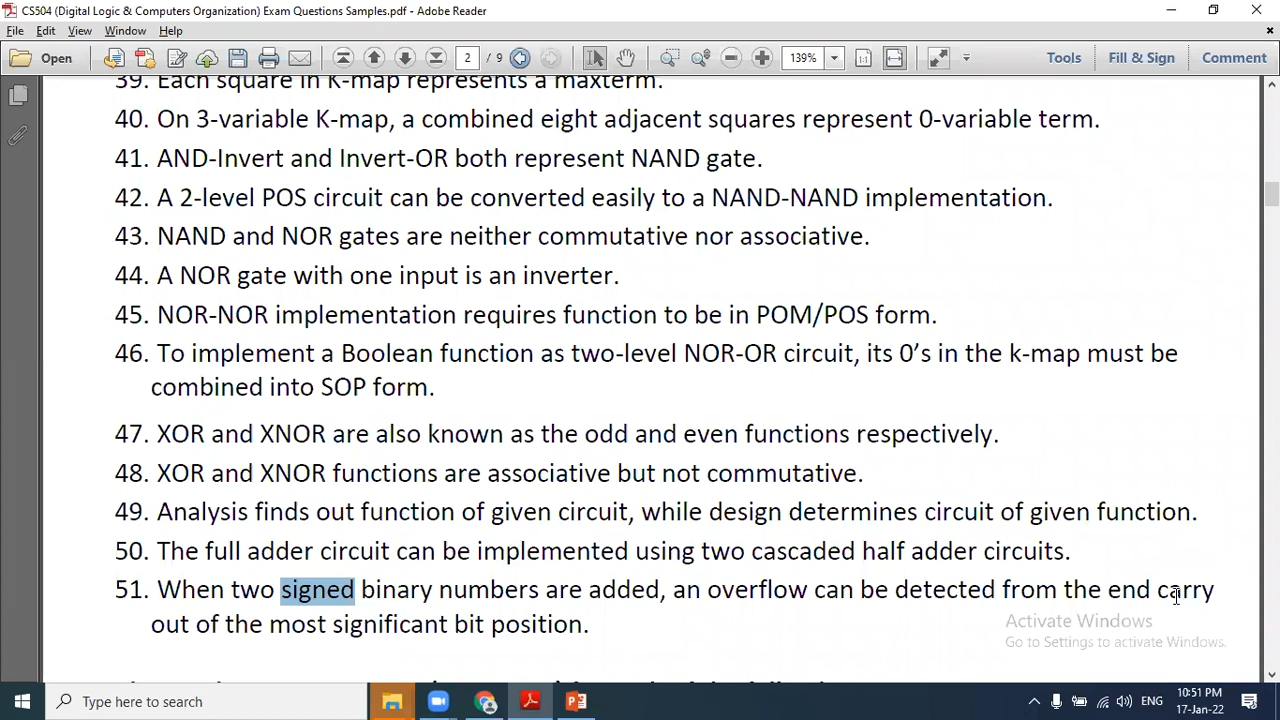 CS504 (Digital Logic & Computers Organization) Exam Questions Samples.pdf - Adobe Reader
File Edit View Window Help
Open 2 / 9 139% Tools Fill & Sign Comment
39. Each square in K-map represents a maxterm.
40. On 3-variable K-map, a combined eight adjacent squares represent 0-variable term.
41. AND-Invert and Invert-OR both represent NAND gate.
42. A 2-level POS circuit can be converted easily to a NAND-NAND implementation.
43. NAND and NOR gates are neither commutative nor associative.
44. A NOR gate with one input is an inverter.
45. NOR-NOR implementation requires function to be in POM/POS form.
46. To implement a Boolean function as two-level NOR-OR circuit, its 0’s in the k-map must be
combined into SOP form.
47. XOR and XNOR are also known as the odd and even functions respectively.
48. XOR and XNOR functions are associative but not commutative.
49. Analysis finds out function of given circuit, while design determines circuit of given function.
50. The full adder circuit can be implemented using two cascaded half adder circuits.
51. When two signed binary numbers are added, an overflow can be detected from the end carry
out of the most significant bit position.
Activate Windows
Go to Settings to activate Windows.
Type here to search
ENG
10:51 PM
17-Jan-22